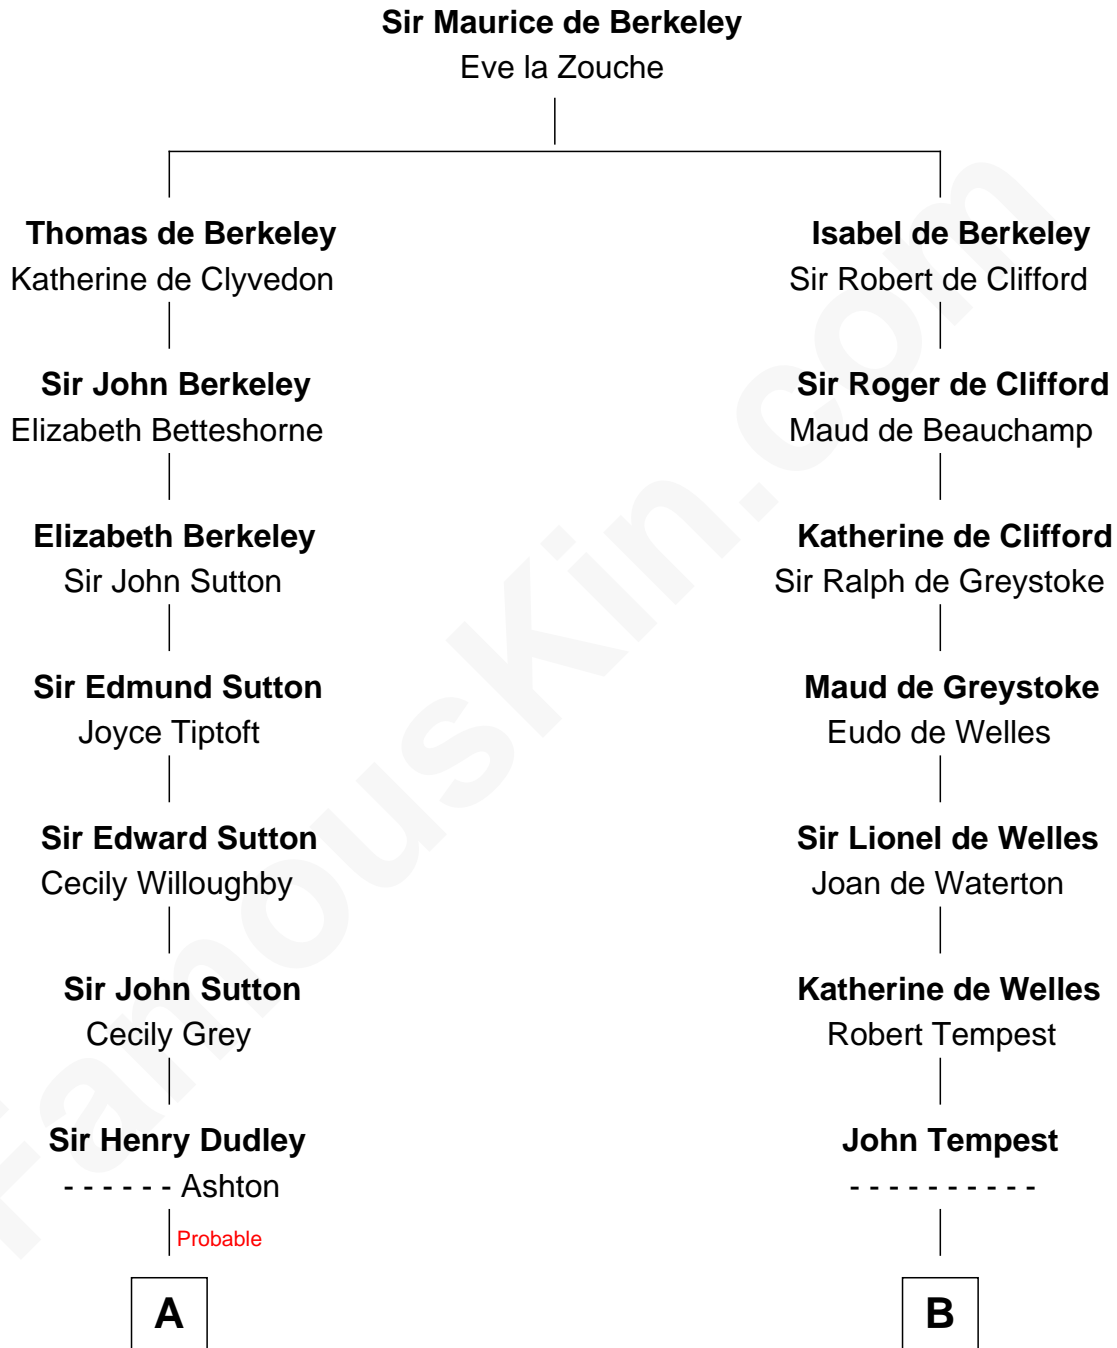 Sir Maurice de Berkeley
Eve la Zouche
Thomas de Berkeley
Katherine de Clyvedon
Sir John Berkeley
Elizabeth Betteshorne
Elizabeth Berkeley
Sir John Sutton
Sir Edmund Sutton
Joyce Tiptoft
Sir Edward Sutton
Cecily Willoughby
Sir John Sutton
Cecily Grey
Sir Henry Dudley
- - - - - - Ashton
Probable
A
Isabel de Berkeley
Sir Robert de Clifford
Sir Roger de Clifford
Maud de Beauchamp
Katherine de Clifford
Sir Ralph de Greystoke
Maud de Greystoke
Eudo de Welles
Sir Lionel de Welles
Joan de Waterton
Katherine de Welles
Robert Tempest
John Tempest
- - - - - - - - - -
B
FamousKin.com